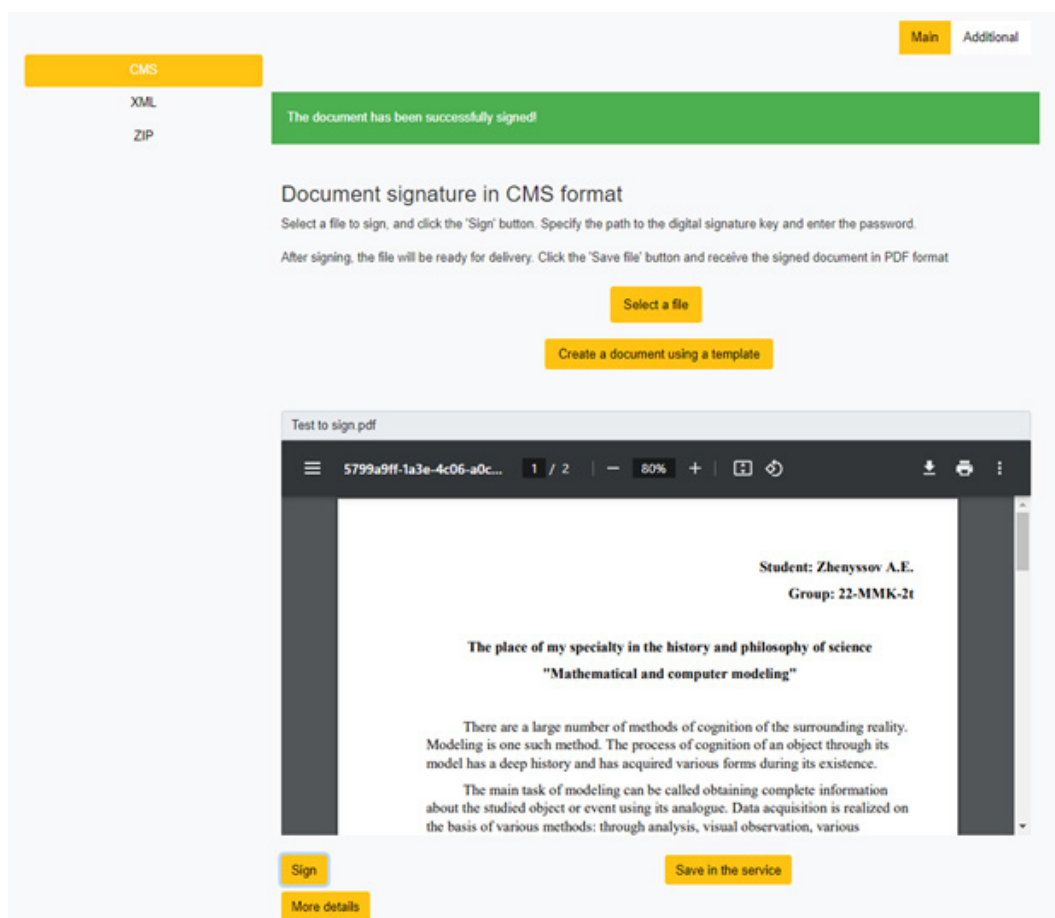 Main Additional
CMS
XML
ZIP
The document has been successfully signed!
Document signature in CMS format
Select a file to sign, and click the 'Sign' button. Specify the path to the digital signature key and enter the password.
After signing, the file will be ready for delivery. Click the 'Save file' button and receive the signed document in PDF format
Select a file
Create a document using a template
Test to sign.pdf
5799a9ff-1a3e-4c06-a0c... 1 / 2 80%
Student: Zhenyssov A.E.
Group: 22-MMK-2t
The place of my specialty in the history and philosophy of science
"Mathematical and computer modeling"
There are a large number of methods of cognition of the surrounding reality.
Modeling is one such method. The process of cognition of an object through its
model has a deep history and has acquired various forms during its existence.
The main task of modeling can be called obtaining complete information
about the studied object or event using its analogue. Data acquisition is realized on
the basis of various methods: through analysis, visual observation, various
Sign Save in the service
More details